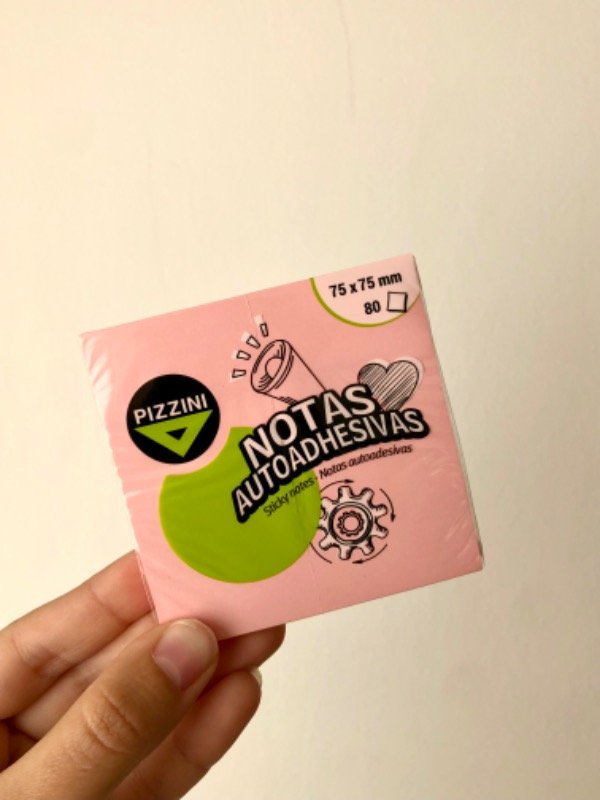 75 x 75 mm
80
PIZZINI
NOTAS
AUTOADHESIVAS
Sticky notes - Notas autoadesivas